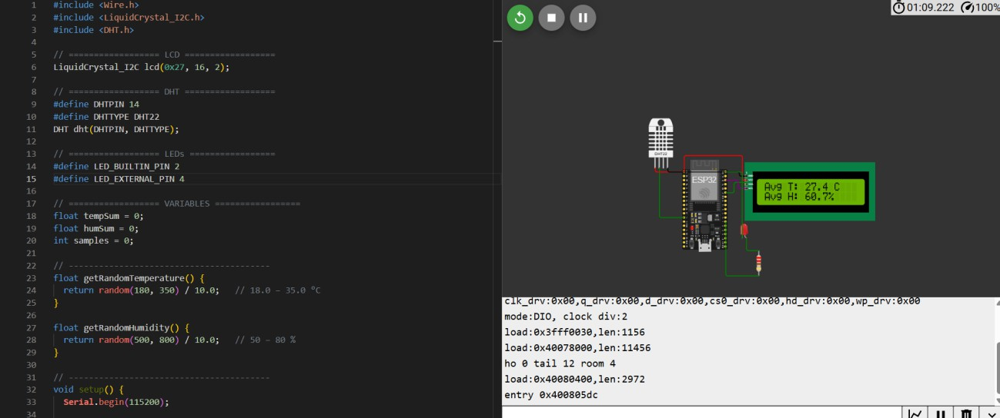 1 #include <Wire.h>
2 #include <LiquidCrystal_I2C.h>
3 #include <DHT.h>
4
5 // ================== LCD ==================
6 LiquidCrystal_I2C lcd(0x27, 16, 2);
7
8 // ================== DHT ==================
9 #define DHTPIN 14
10 #define DHTTYPE DHT22
11 DHT dht(DHTPIN, DHTTYPE);
12
13 // ================== LEDs =================
14 #define LED_BUILTIN_PIN 2
15 #define LED_EXTERNAL_PIN 4
16
17 // ================== VARIABLES =================
18 float tempSum = 0;
19 float humSum = 0;
20 int samples = 0;
21
22 // ----------------------------------------
23 float getRandomTemperature() {
24 return random(180, 350) / 10.0; // 18.0 – 35.0 °C
25 }
26
27 float getRandomHumidity() {
28 return random(500, 800) / 10.0; // 50 – 80 %
29 }
30
31 // ----------------------------------------
32 void setup() {
33 Serial.begin(115200);
34
01:09.222 100%
DHT22
ESP32
Avg T: 27.4 C
Avg H: 60.7%
clk_drv:0x00,q_drv:0x00,d_drv:0x00,cs0_drv:0x00,hd_drv:0x00,wp_drv:0x00
mode:DIO, clock div:2
load:0x3fff0030,len:1156
load:0x40078000,len:11456
ho 0 tail 12 room 4
load:0x40080400,len:2972
entry 0x400805dc